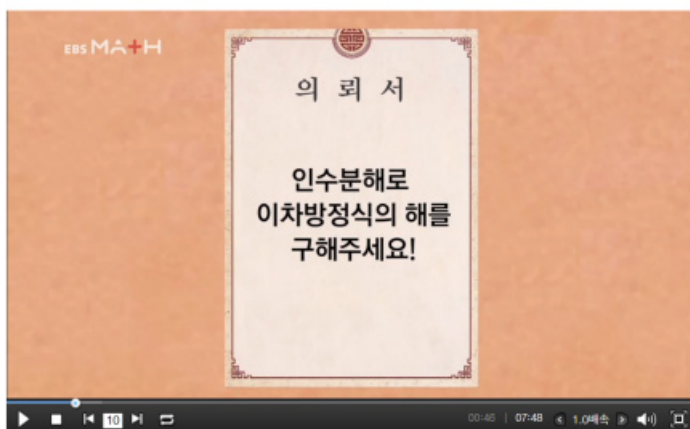 EBS MATH
의 뢰 서
인수분해로
이차방정식의 해를
구해주세요!
10
00:46 | 07:48 1.0배속